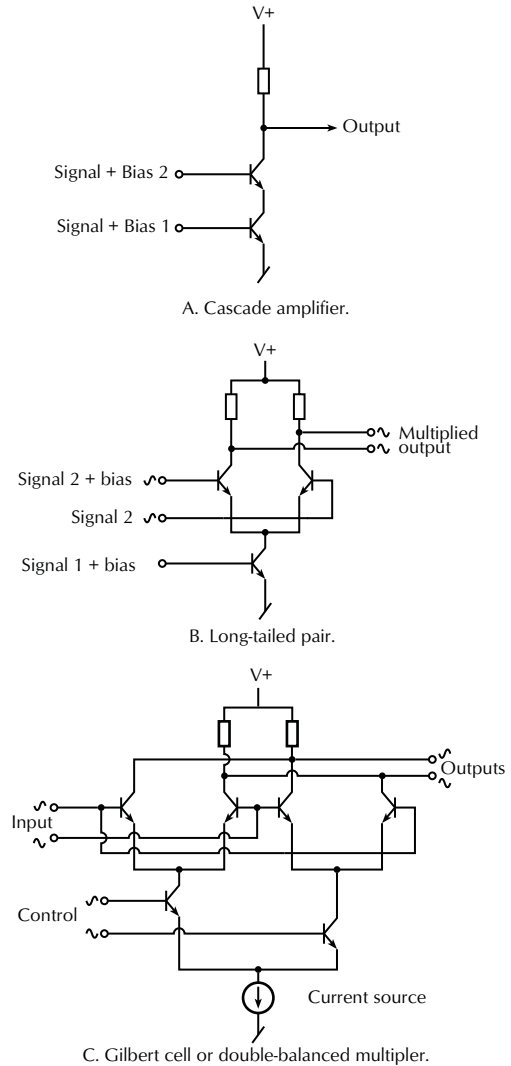 V+
Output
Signal + Bias 2
Signal + Bias 1
A. Cascade amplifier.
V+
Multiplied
output
Signal 2 + bias
Signal 2
Signal 1 + bias
B. Long-tailed pair.
V+
Outputs
Input
Control
Current source
C. Gilbert cell or double-balanced multipler.